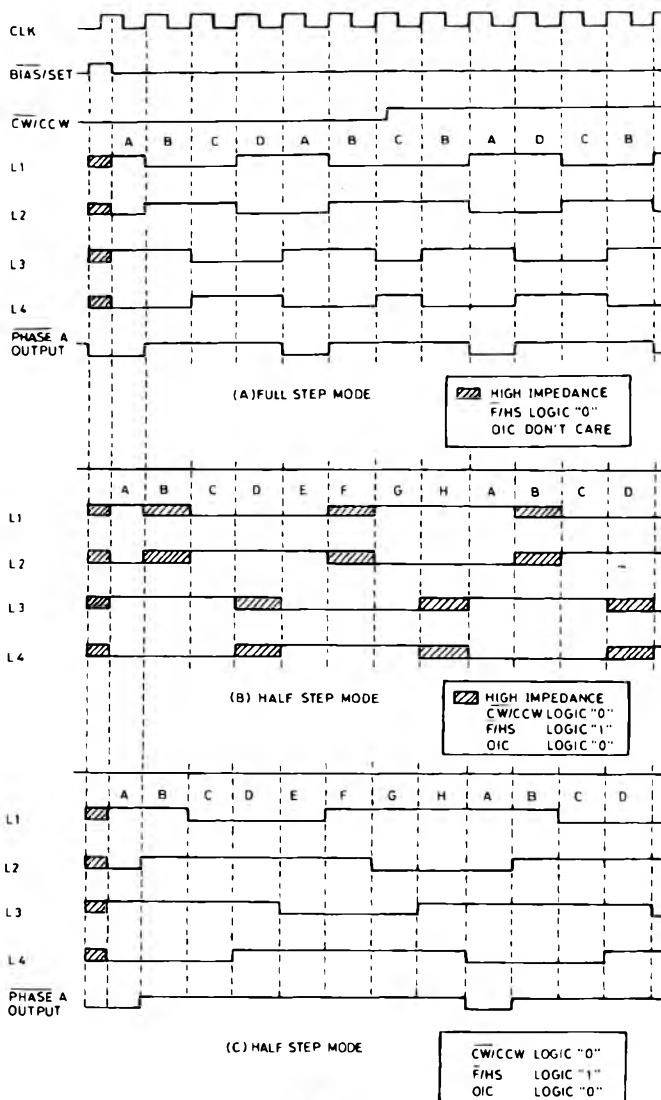 CLK
BIAS/SET
CW/CCW
A B C D A B C B A D C B
L1
L2
L3
L4
PHASE A
OUTPUT
(A) FULL STEP MODE
HIGH IMPEDANCE
F/HS LOGIC "0"
OIC DON'T CARE
A B C D E F G H A B C D
L1
L2
L3
L4
(B) HALF STEP MODE
HIGH IMPEDANCE
CW/CCW LOGIC "0"
F/HS LOGIC "1"
OIC LOGIC "0"
A B C D E F G H A B C D
L1
L2
L3
L4
PHASE A
OUTPUT
(C) HALF STEP MODE
CW/CCW LOGIC "0"
F/HS LOGIC "1"
OIC LOGIC "0"